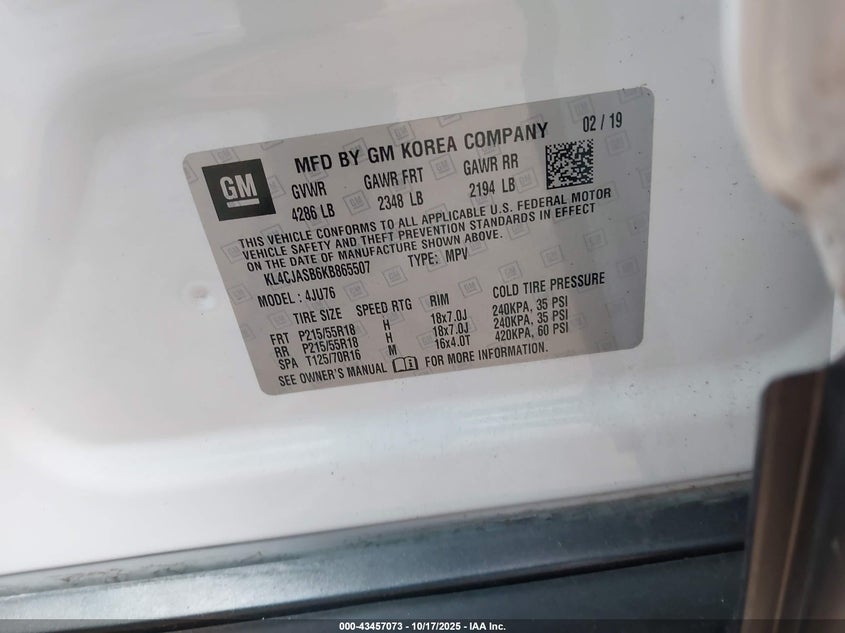 GM
MFD BY GM KOREA COMPANY 02 / 19
GVWR GAWR FRT GAWR RR
4286 LB 2348 LB 2194 LB
THIS VEHICLE CONFORMS TO ALL APPLICABLE U.S. FEDERAL MOTOR
VEHICLE SAFETY AND THEFT PREVENTION STANDARDS IN EFFECT
ON THE DATE OF MANUFACTURE SHOWN ABOVE.
KL4CJASB6KB865507 TYPE: MPV
MODEL : 4JU76
TIRE SIZE SPEED RTG RIM COLD TIRE PRESSURE
FRT P215/55R18 H 18x7.0J 240KPA, 35 PSI
RR P215/55R18 H 18x7.0J 240KPA, 35 PSI
SPA T125/70R16 M 16x4.0T 420KPA, 60 PSI
SEE OWNER'S MANUAL FOR MORE INFORMATION.
000-43457073 | 10/17/2025 | IAA Inc.